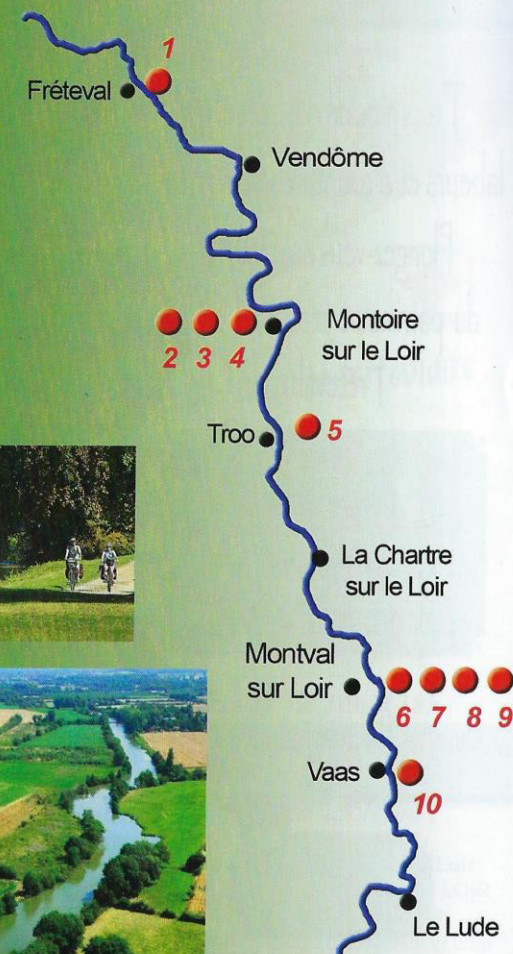 1
Fréteval
Vendôme
2 3 4
Montoire
sur le Loir
Troo
5
La Chartre
sur le Loir
Montval
sur Loir
6 7 8 9
Vaas
10
Le Lude